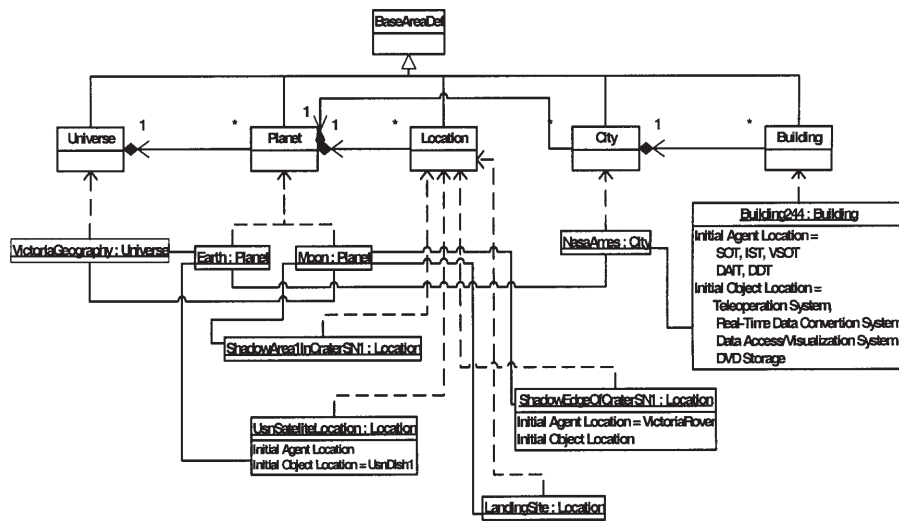 BaseAreaDef
1 * 1 1 * * 1 *
Universe Planet Location City Building
Building244 : Building
VictoriaGeography : Universe Earth : Planet Moon : Planet NasaAmes : City
Initial Agent Location =
SOT, IST, VSOT
DAIT, DDT
Initial Object Location =
Teleoperation System,
Real-Time Data Convertion System
Data Access/Visualization System
DVD Storage
ShadowArea1InCraterSN1 : Location
ShadowEdgeOfCraterSN1 : Location
Initial Agent Location = VictoriaRover
Initial Object Location
UsnSateliteLocation : Location
Initial Agent Location
Initial Object Location = UsnDish1
LandingSite : Location